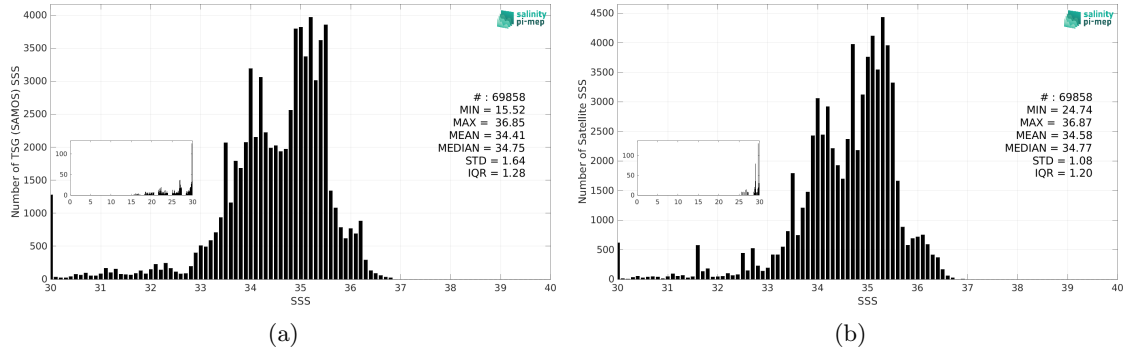 salinity
pi-mep
Number of TSG (SAMOS) SSS
4000
3500
3000
2500
2000
1500
1000
500
0
# : 69858
MIN = 15.52
MAX = 36.85
MEAN = 34.41
MEDIAN = 34.75
STD = 1.64
IQR = 1.28
100
50
0
0 5 10 15 20 25 30
30 31 32 33 34 35 36 37 38 39 40
SSS
(a)
salinity
pi-mep
Number of Satellite SSS
4500
4000
3500
3000
2500
2000
1500
1000
500
0
# : 69858
MIN = 24.74
MAX = 36.87
MEAN = 34.58
MEDIAN = 34.77
STD = 1.08
IQR = 1.20
100
50
0
0 5 10 15 20 25 30
30 31 32 33 34 35 36 37 38 39 40
SSS
(b)